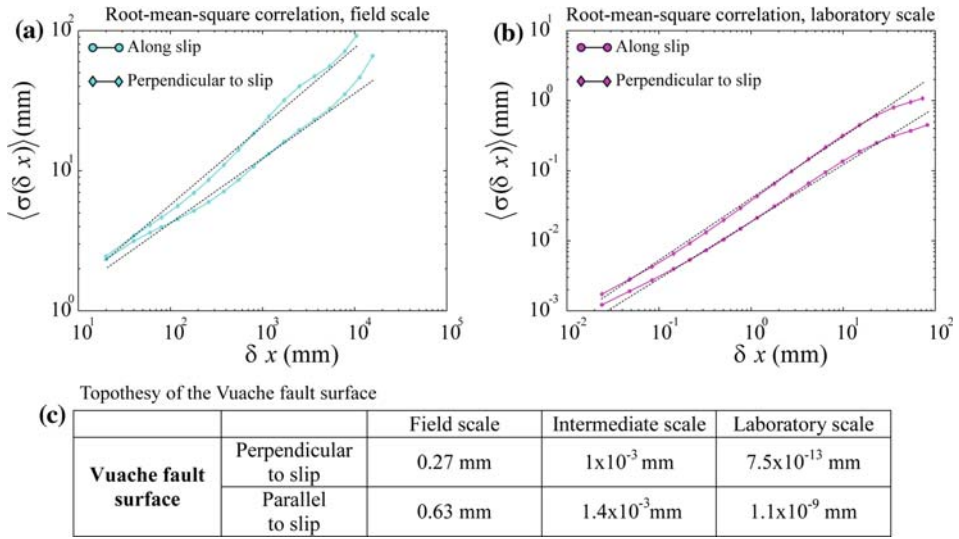 Root-mean-square correlation, field scale
(a)
10²
Along slip
Perpendicular to slip
⟨σ(δ x)⟩(mm)
10¹
10⁰
10¹ 10² 10³ 10⁴ 10⁵
δ x (mm)
Root-mean-square correlation, laboratory scale
(b)
10¹
Along slip
Perpendicular to slip
10⁰
⟨σ(δ x)⟩(mm)
10⁻¹
10⁻²
10⁻³
10⁻² 10⁻¹ 10⁰ 10¹ 10²
δ x (mm)
Topothesy of the Vuache fault surface
(c)
Field scale Intermediate scale Laboratory scale
Vuache fault
surface
Perpendicular
to slip
0.27 mm 1x10⁻³ mm 7.5x10⁻¹³ mm
Parallel
to slip
0.63 mm 1.4x10⁻³mm 1.1x10⁻⁹ mm